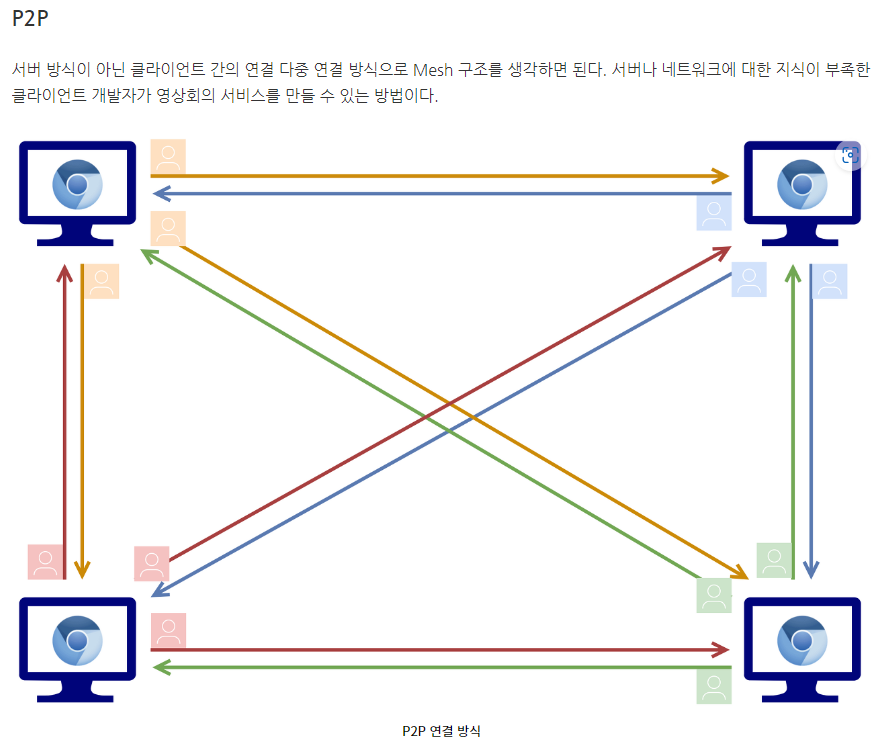 P2P
서버 방식이 아닌 클라이언트 간의 연결 다중 연결 방식으로 Mesh 구조를 생각하면 된다. 서버나 네트워크에 대한 지식이 부족한
클라이언트 개발자가 영상회의 서비스를 만들 수 있는 방법이다.
P2P 연결 방식